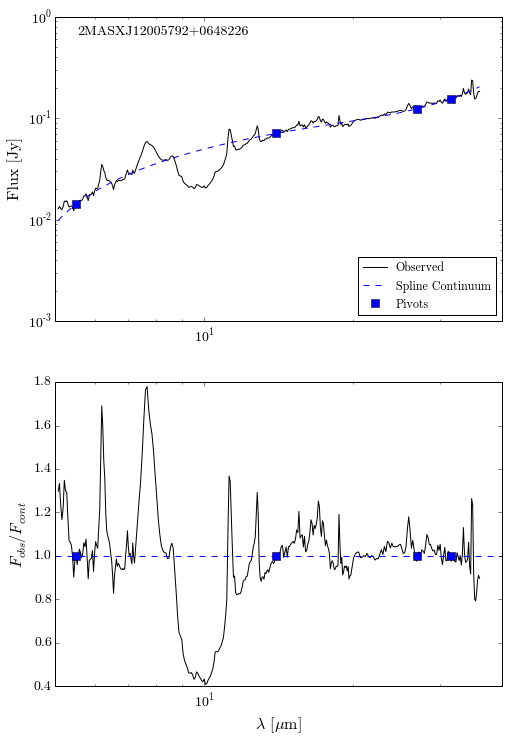 10^0
2MASXJ12005792+0648226
10^-1
Flux [Jy]
10^-2
Observed
Spline Continuum
Pivots
10^-3
10^1
1.8
1.6
1.4
1.2
F_obs/F_cont
1.0
0.8
0.6
0.4
10^1
λ [μm]